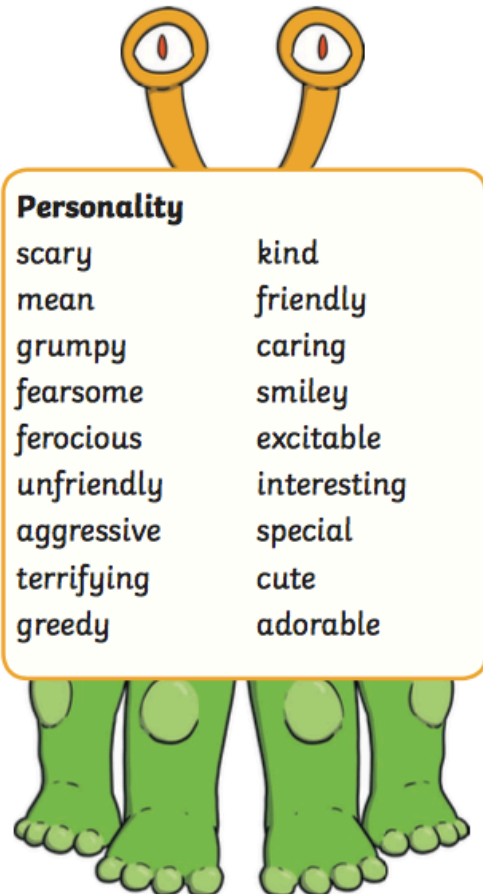 Personality
scary kind
mean friendly
grumpy caring
fearsome smiley
ferocious excitable
unfriendly interesting
aggressive special
terrifying cute
greedy adorable